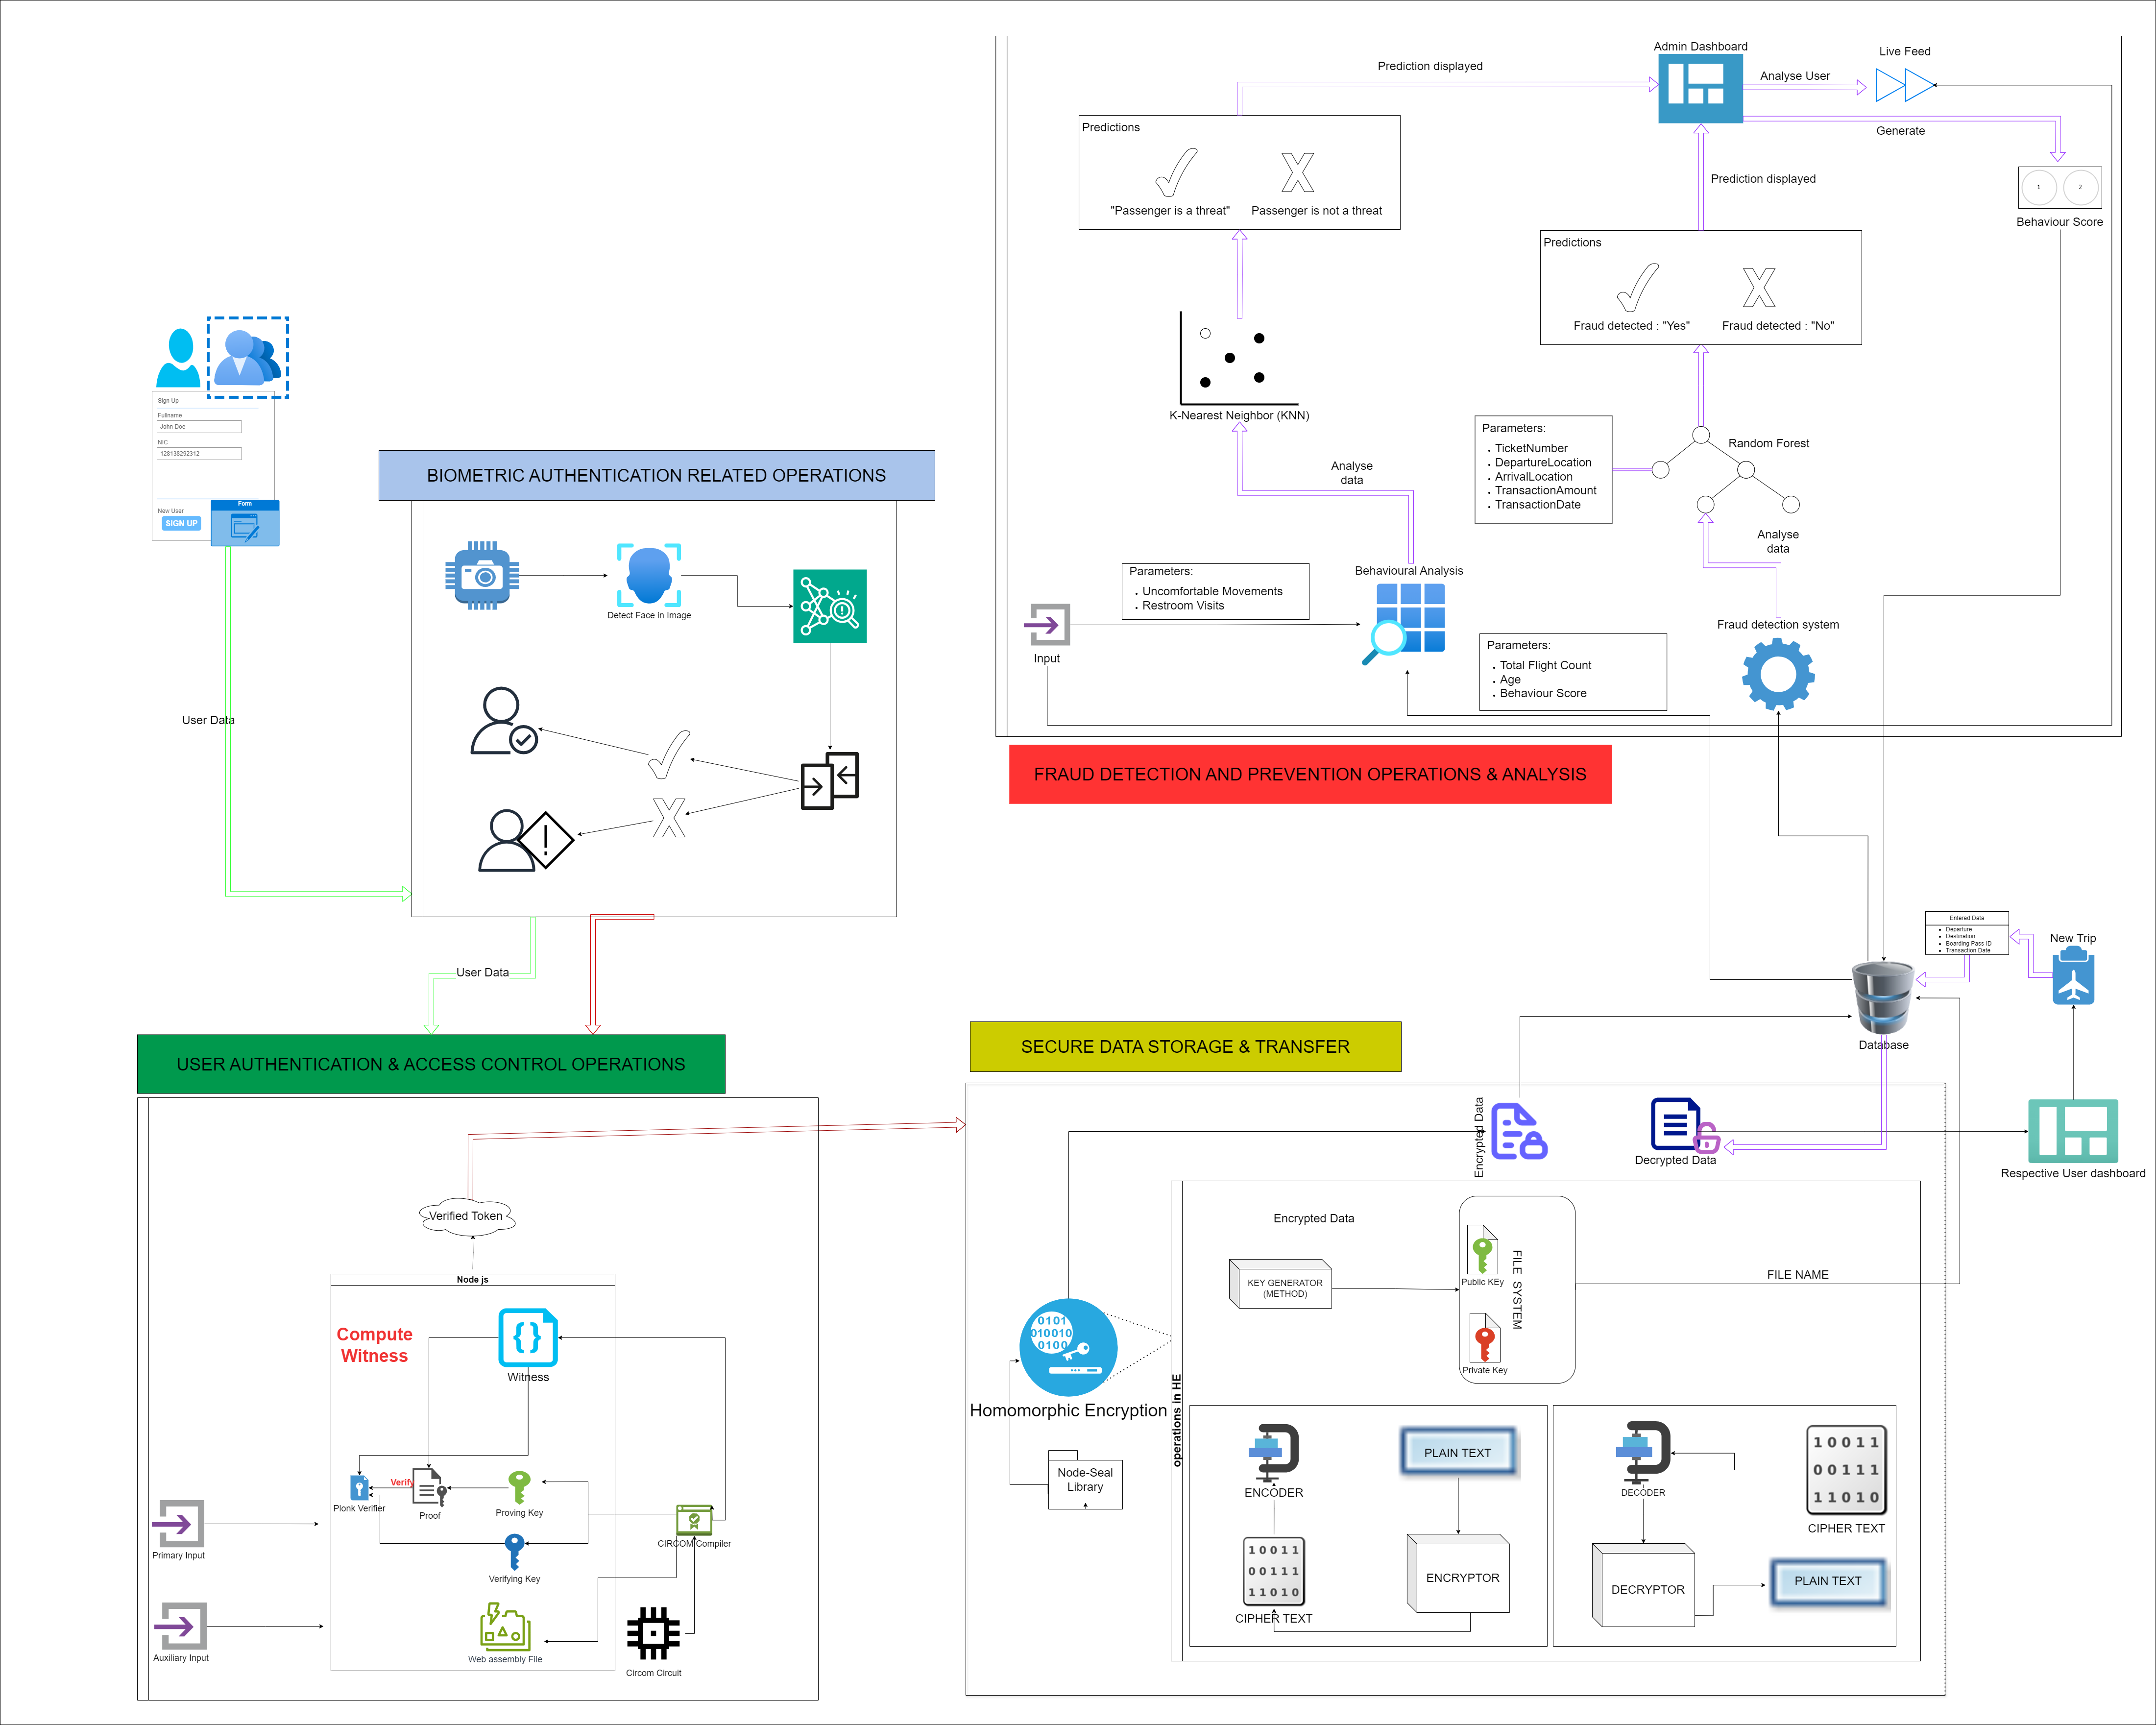 Admin Dashboard
Live Feed
Prediction displayed
Analyse User
Generate
Predictions
"Passenger is a threat"
Passenger is not a threat
Prediction displayed
1
2
Behaviour Score
Predictions
Fraud detected : "Yes"
Fraud detected : "No"
K-Nearest Neighbor (KNN)
Parameters:
TicketNumber
DepartureLocation
ArrivalLocation
TransactionAmount
TransactionDate
Random Forest
Analyse
data
Analyse
data
Parameters:
Uncomfortable Movements
Restroom Visits
Behavioural Analysis
Input
Fraud detection system
Parameters:
Total Flight Count
Age
Behaviour Score
FRAUD DETECTION AND PREVENTION OPERATIONS & ANALYSIS
Sign Up
Fullname
John Doe
NIC
128138292312
New User
SIGN UP
Form
User Data
BIOMETRIC AUTHENTICATION RELATED OPERATIONS
Detect Face in Image
User Data
Entered Data
Departure
Destination
Boarding Pass ID
Transaction Date
New Trip
Database
Respective User dashboard
USER AUTHENTICATION & ACCESS CONTROL OPERATIONS
Verified Token
Node js
Compute
Witness
Witness
Plonk Verifier
Verify
Proof
Proving Key
Verifying Key
Web assembly File
CIRCOM Compiler
Circom Circuit
Primary Input
Auxiliary Input
SECURE DATA STORAGE & TRANSFER
Encrypted Data
Decrypted Data
Encrypted Data
KEY GENERATOR
(METHOD)
Public KEy
Private Key
FILE SYSTEM
FILE NAME
0101
010010
0100
Homomorphic Encryption
Node-Seal
Library
operations in HE
ENCODER
PLAIN TEXT
10011
00111
11010
CIPHER TEXT
ENCRYPTOR
DECODER
10011
00111
11010
CIPHER TEXT
DECRYPTOR
PLAIN TEXT